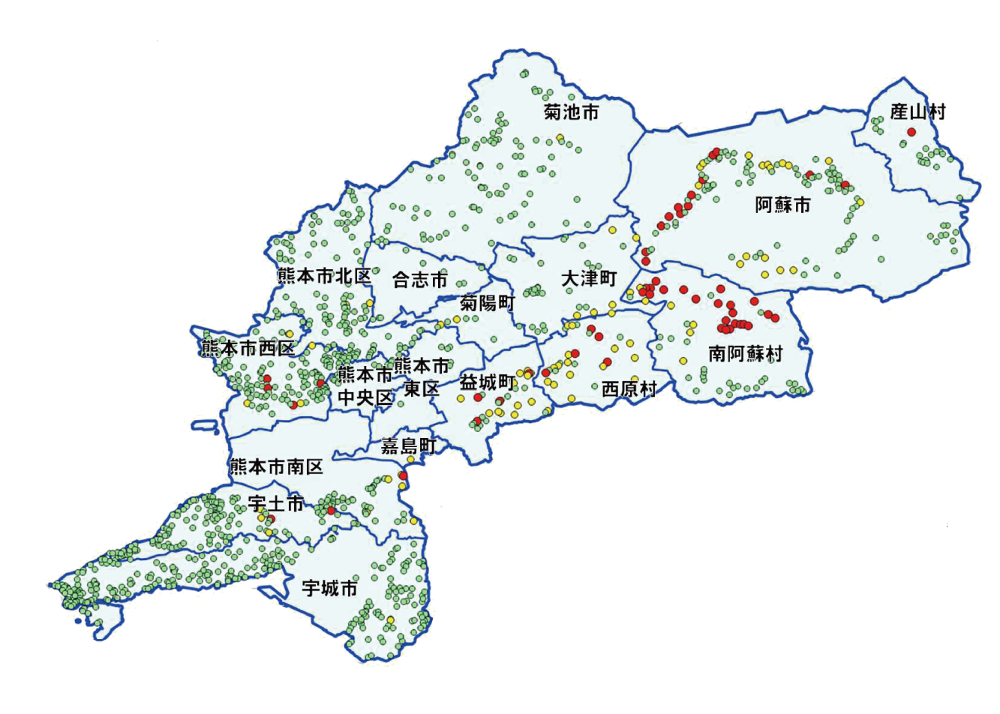 菊池市
産山村
阿蘇市
熊本市北区
合志市
大津町
菊陽町
熊本市西区
南阿蘇村
熊本市
中央区
熊本市
東区
益城町
西原村
嘉島町
熊本市南区
宇土市
宇城市